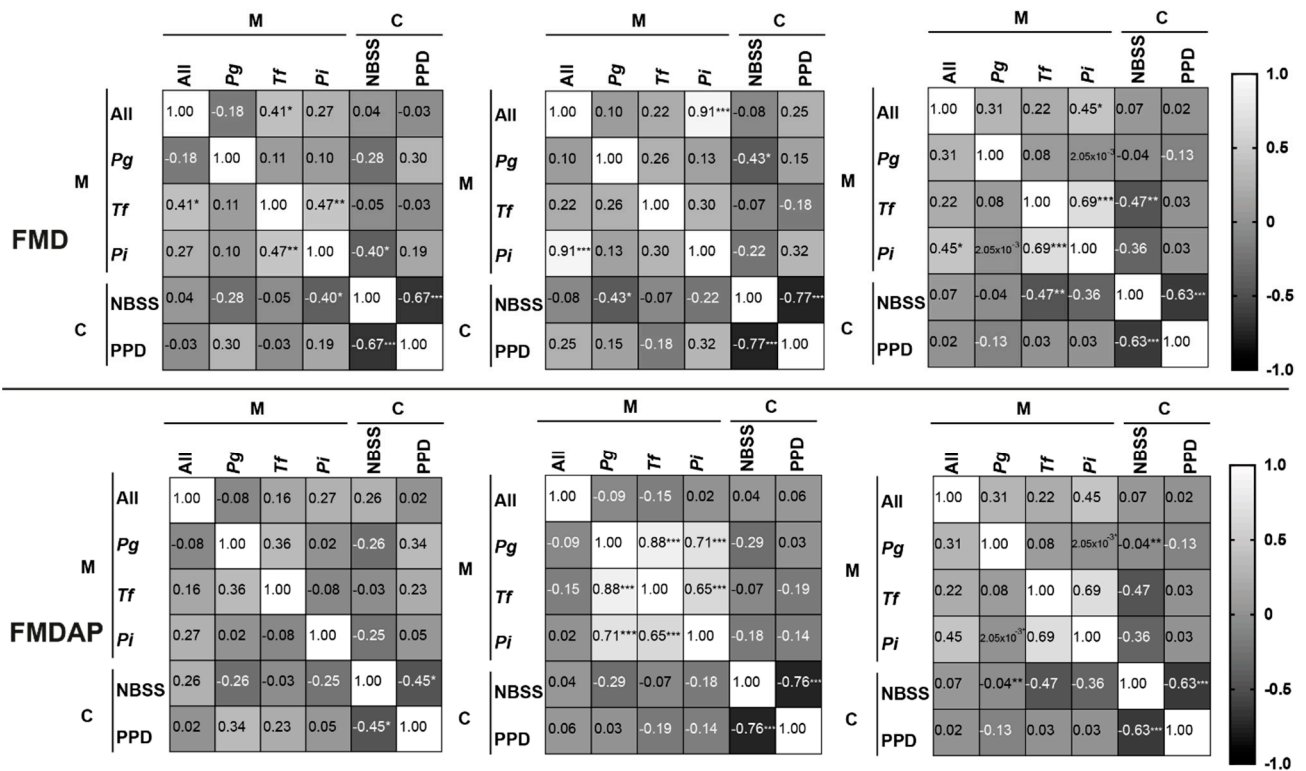 M C M C M C
All Pg Tf Pi NBSS PPD All Pg Tf Pi NBSS PPD All Pg Tf Pi NBSS PPD
1.0
All 1.00 -0.18 0.41* 0.27 0.04 -0.03 All 1.00 0.10 0.22 0.91*** -0.08 0.25 All 1.00 0.31 0.22 0.45* 0.07 0.02
Pg -0.18 1.00 0.11 0.10 -0.28 0.30 Pg 0.10 1.00 0.26 0.13 -0.43* 0.15 Pg 0.31 1.00 0.08 2.05x10⁻³ -0.04 -0.13
0.5
M M M
Tf 0.41* 0.11 1.00 0.47** -0.05 -0.03 Tf 0.22 0.26 1.00 0.30 -0.07 -0.18 Tf 0.22 0.08 1.00 0.69*** -0.47** 0.03
0
FMD
Pi 0.27 0.10 0.47** 1.00 -0.40* 0.19 Pi 0.91*** 0.13 0.30 1.00 -0.22 0.32 Pi 0.45* 2.05x10⁻³ 0.69*** 1.00 -0.36 0.03
NBSS 0.04 -0.28 -0.05 -0.40* 1.00 -0.67*** NBSS -0.08 -0.43* -0.07 -0.22 1.00 -0.77*** NBSS 0.07 -0.04 -0.47** -0.36 1.00 -0.63***
-0.5
C C C
PPD -0.03 0.30 -0.03 0.19 -0.67*** 1.00 PPD 0.25 0.15 -0.18 0.32 -0.77*** 1.00 PPD 0.02 -0.13 0.03 0.03 -0.63*** 1.00
-1.0
M C M C M C
All Pg Tf Pi NBSS PPD All Pg Tf Pi NBSS PPD All Pg Tf Pi NBSS PPD
1.0
All 1.00 -0.08 0.16 0.27 0.26 0.02 All 1.00 -0.09 -0.15 0.02 0.04 0.06 All 1.00 0.31 0.22 0.45 0.07 0.02
Pg -0.08 1.00 0.36 0.02 -0.26 0.34 Pg -0.09 1.00 0.88*** 0.71*** -0.29 0.03 Pg 0.31 1.00 0.08 2.05x10⁻³* -0.04** -0.13
0.5
M M M
Tf 0.16 0.36 1.00 -0.08 -0.03 0.23 Tf -0.15 0.88*** 1.00 0.65*** -0.07 -0.19 Tf 0.22 0.08 1.00 0.69 -0.47 0.03
0
FMDAP
Pi 0.27 0.02 -0.08 1.00 -0.25 0.05 Pi 0.02 0.71*** 0.65*** 1.00 -0.18 -0.14 Pi 0.45 2.05x10⁻³* 0.69 1.00 -0.36 0.03
NBSS 0.26 -0.26 -0.03 -0.25 1.00 -0.45* NBSS 0.04 -0.29 -0.07 -0.18 1.00 -0.76*** NBSS 0.07 -0.04** -0.47 -0.36 1.00 -0.63***
-0.5
C C C
PPD 0.02 0.34 0.23 0.05 -0.45* 1.00 PPD 0.06 0.03 -0.19 -0.14 -0.76*** 1.00 PPD 0.02 -0.13 0.03 0.03 -0.63*** 1.00
-1.0